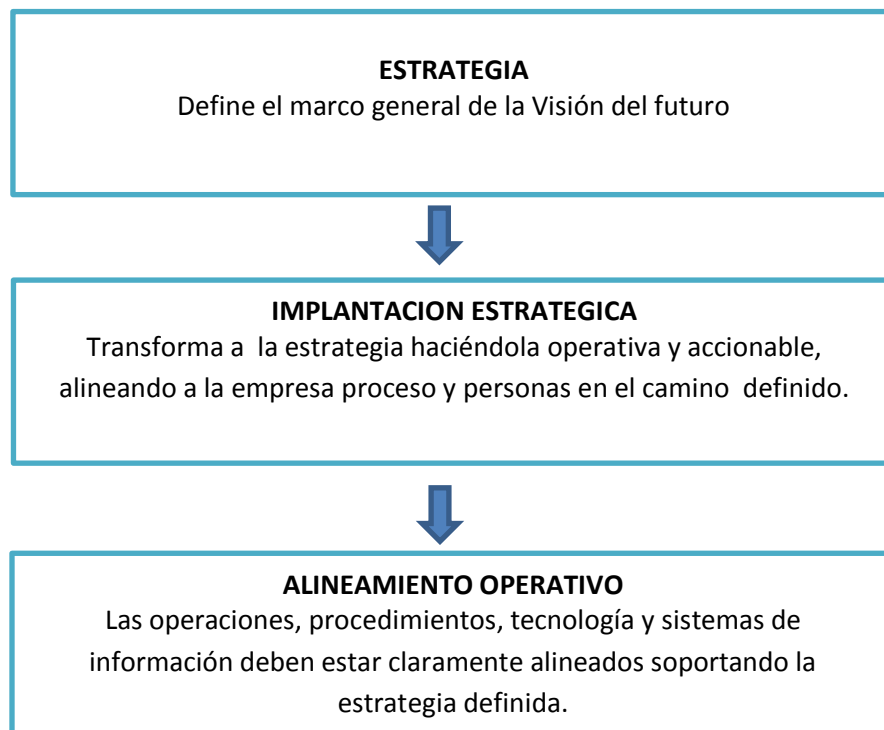 ESTRATEGIA
Define el marco general de la Visión del futuro
IMPLANTACION ESTRATEGICA
Transforma a la estrategia haciéndola operativa y accionable,
alineando a la empresa proceso y personas en el camino definido.
ALINEAMIENTO OPERATIVO
Las operaciones, procedimientos, tecnología y sistemas de
información deben estar claramente alineados soportando la
estrategia definida.